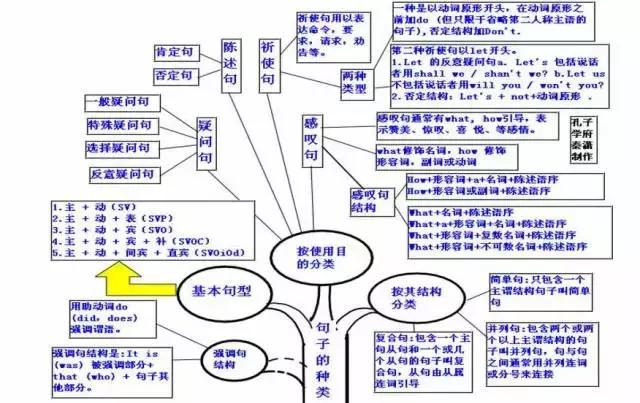 祈使句用以表
达命令，要
求，请求，劝
告等。
一种是以动词原形开头，在动词原形之
前加do (但只限于省略第二人称主语的
句子),否定结构加Don't.
第二种祈使句以let开头。
1.Let 的反意疑问句a. Let's 包括说话
者用shall we / shan't we? b.Let us
不包括说话者用will you / won't you?
2.否定结构：Let's + not+动词原形 .
两种
类型
祈使句
陈述句
肯定句
否定句
一般疑问句
特殊疑问句
选择疑问句
反意疑问句
疑问句
感叹句
感叹句通常有what, how引导，表
示赞美、惊叹、喜 悦、等感情。
what修饰名词，how 修饰
形容词，副词或动词
孔子
学府
秦潇
制作
感叹句
结构
How+形容词+a+名词+陈述语序
How+形容词或副词+陈述语序
What+名词+陈述语序
What+a+形容词+名词+陈述语序
What+形容词+复数名词+陈述语序
What+形容词+不可数名词+陈述语序
1.主 + 动(SV)
2.主 + 动 + 表 (SVP)
3.主 + 动 + 宾(SVO)
4.主 + 动 + 宾 + 补(SVOC)
5.主 + 动 + 间宾 + 直宾(SVOiOd)
按使用目
的分类
基本句型
按其结构
分类
简单句：只包含一个
主谓结构句子叫简单
句
并列句：包含两个或两
个以上主谓结构的句
子叫并列句，句与句
之间通常用并列连词
或分号来连接
复合句：包含一个主
句从句和一个或几
个从句的句子叫复
合句，从句由从属
连词引导
用助动词do
(did, does)
强调谓语。
强调句结构是:It is
(was) 被强调部分+
that (who) + 句子其
他部分。
强调句
结构
句子的种类